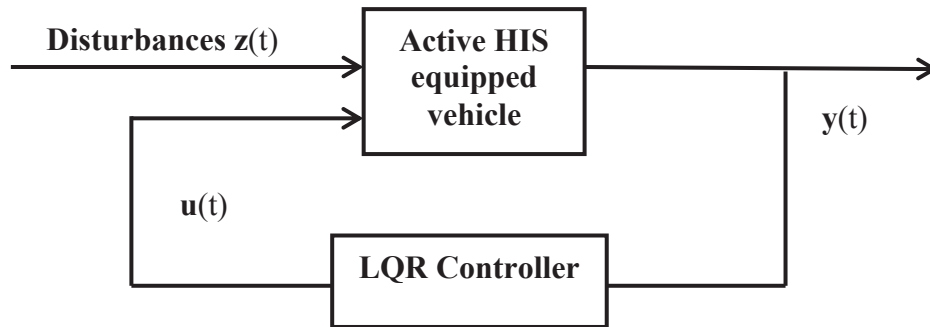 Disturbances z(t)
Active HIS
equipped
vehicle
y(t)
u(t)
LQR Controller